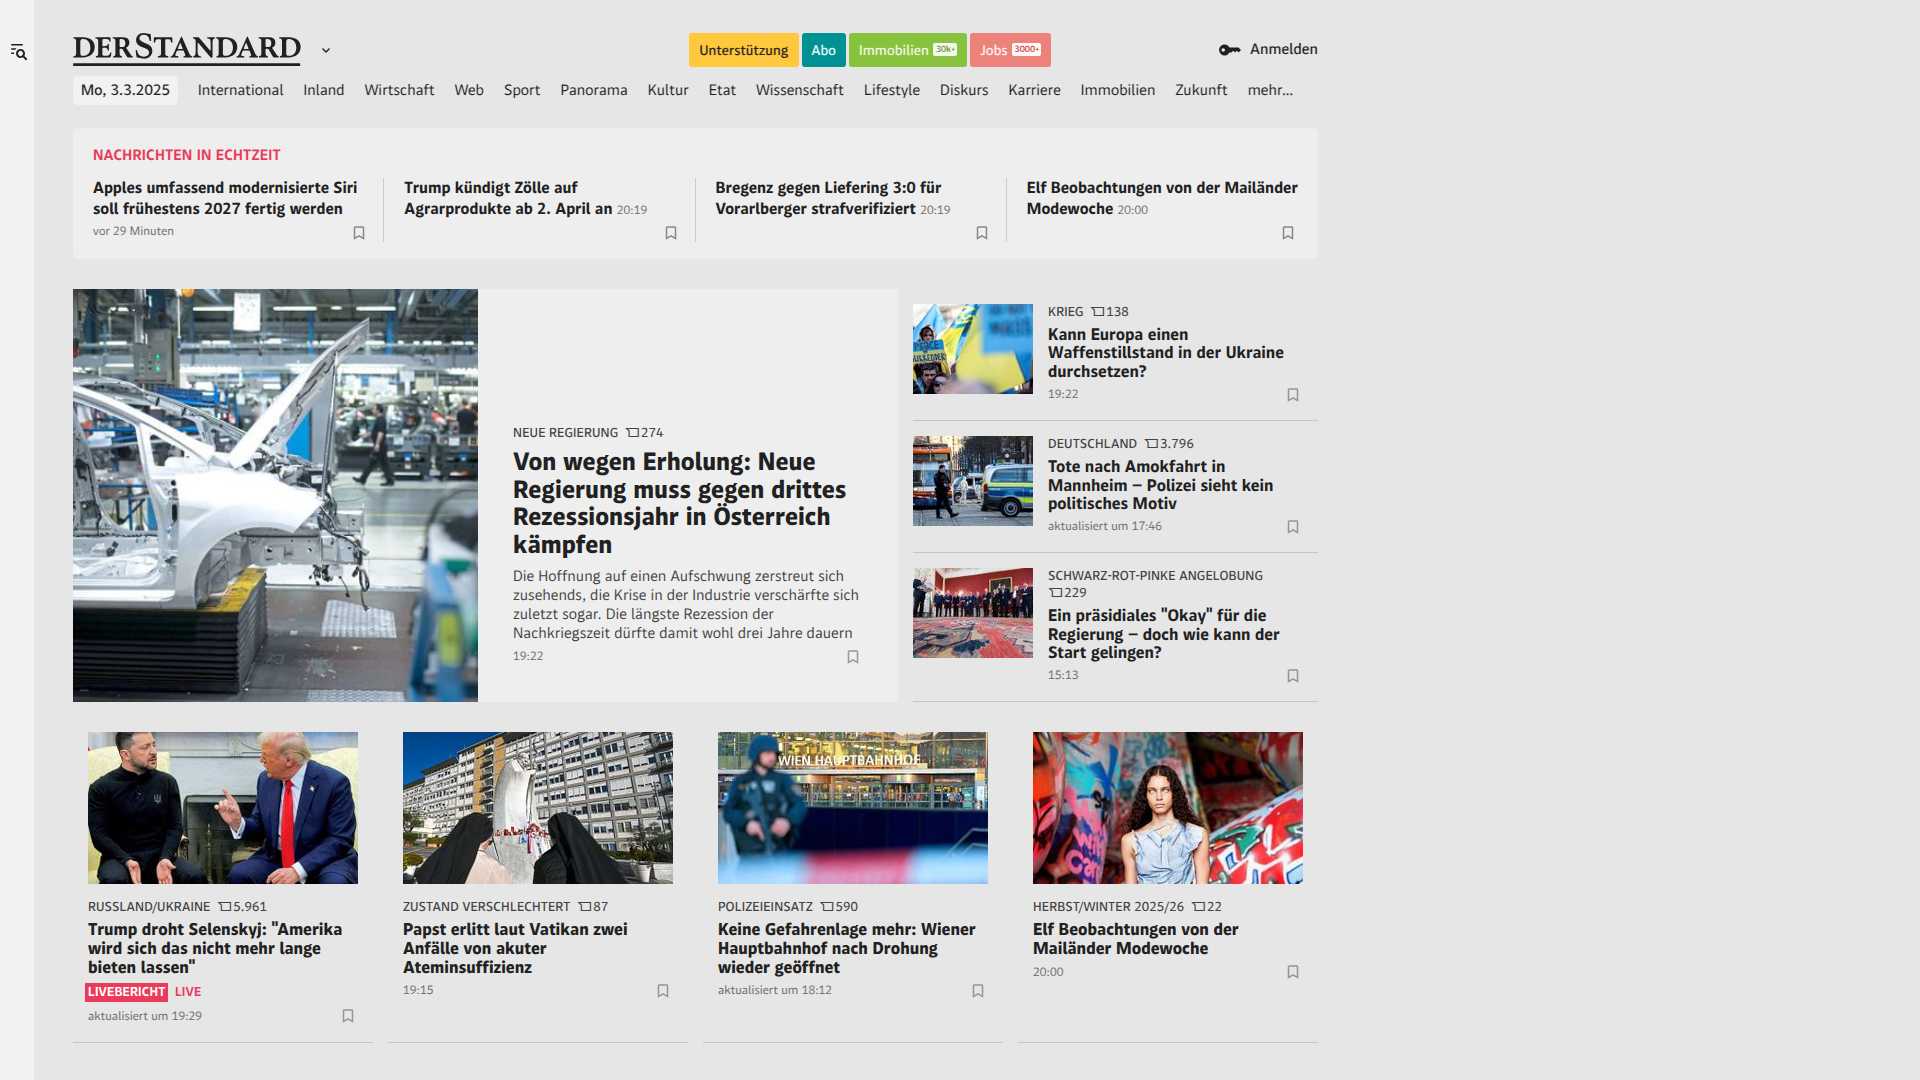 DERSTANDARD
Unterstützung
Abo
Immobilien 30k+
Jobs 3000+
Anmelden
Mo, 3.3.2025
International
Inland
Wirtschaft
Web
Sport
Panorama
Kultur
Etat
Wissenschaft
Lifestyle
Diskurs
Karriere
Immobilien
Zukunft
mehr...
NACHRICHTEN IN ECHTZEIT
Apples umfassend modernisierte Siri
soll frühestens 2027 fertig werden
vor 29 Minuten
Trump kündigt Zölle auf
Agrarprodukte ab 2. April an 20:19
Bregenz gegen Liefering 3:0 für
Vorarlberger strafverifiziert 20:19
Elf Beobachtungen von der Mailänder
Modewoche 20:00
NEUE REGIERUNG 274
Von wegen Erholung: Neue
Regierung muss gegen drittes
Rezessionsjahr in Österreich
kämpfen
Die Hoffnung auf einen Aufschwung zerstreut sich
zusehends, die Krise in der Industrie verschärfte sich
zuletzt sogar. Die längste Rezession der
Nachkriegszeit dürfte damit wohl drei Jahre dauern
19:22
PEACE
KRIEG 138
Kann Europa einen
Waffenstillstand in der Ukraine
durchsetzen?
19:22
DEUTSCHLAND 3.796
Tote nach Amokfahrt in
Mannheim – Polizei sieht kein
politisches Motiv
aktualisiert um 17:46
SCHWARZ-ROT-PINKE ANGELOBUNG
229
Ein präsidiales "Okay" für die
Regierung – doch wie kann der
Start gelingen?
15:13
RUSSLAND/UKRAINE 5.961
Trump droht Selenskyj: "Amerika
wird sich das nicht mehr lange
bieten lassen"
LIVEBERICHT LIVE
aktualisiert um 19:29
ZUSTAND VERSCHLECHTERT 87
Papst erlitt laut Vatikan zwei
Anfälle von akuter
Ateminsuffizienz
19:15
WIEN HAUPTBAHNHOF
POLIZEIEINSATZ 590
Keine Gefahrenlage mehr: Wiener
Hauptbahnhof nach Drohung
wieder geöffnet
aktualisiert um 18:12
HERBST/WINTER 2025/26 22
Elf Beobachtungen von der
Mailänder Modewoche
20:00